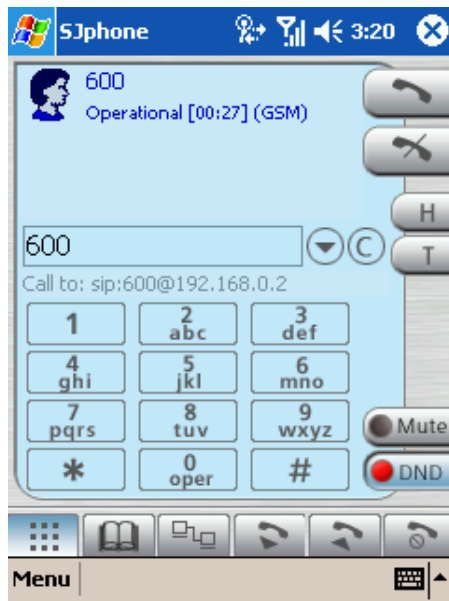 SJphone 3:20
600
Operational [00:27] (GSM)
H
600 C
T
Call to: sip:600@192.168.0.2
1 2 3
abc def
4 5 6
ghi jkl mno
7 8 9
pqrs tuv wxyz
Mute
* 0 #
oper
DND
Menu